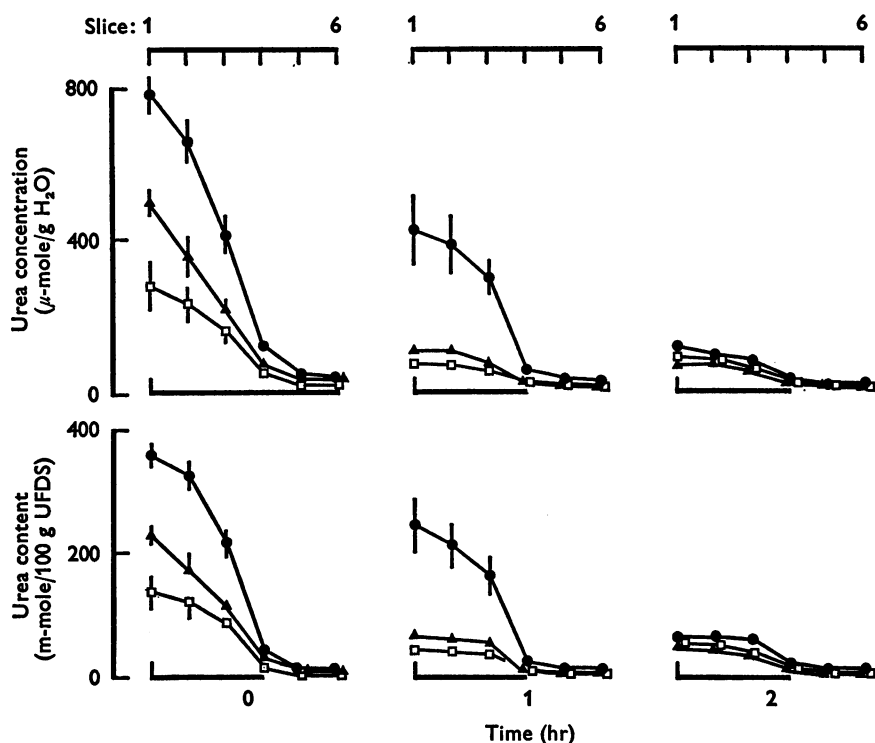 Slice: 1 6 1 6 1 6
800
400
0
Urea concentration
(μ-mole/g H₂O)
400
200
0
Urea content
(m-mole/100 g UFDS)
0 1 2
Time (hr)